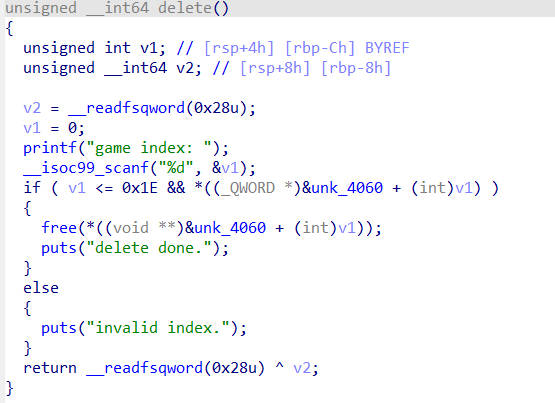 unsigned __int64 delete()
{
  unsigned int v1; // [rsp+4h] [rbp-Ch] BYREF
  unsigned __int64 v2; // [rsp+8h] [rbp-8h]

  v2 = __readfsqword(0x28u);
  v1 = 0;
  printf("game index: ");
  __isoc99_scanf("%d", &v1);
  if ( v1 <= 0x1E && *((_QWORD *)&unk_4060 + (int)v1) )
  {
    free(*((void **)&unk_4060 + (int)v1));
    puts("delete done.");
  }
  else
  {
    puts("invalid index.");
  }
  return __readfsqword(0x28u) ^ v2;
}